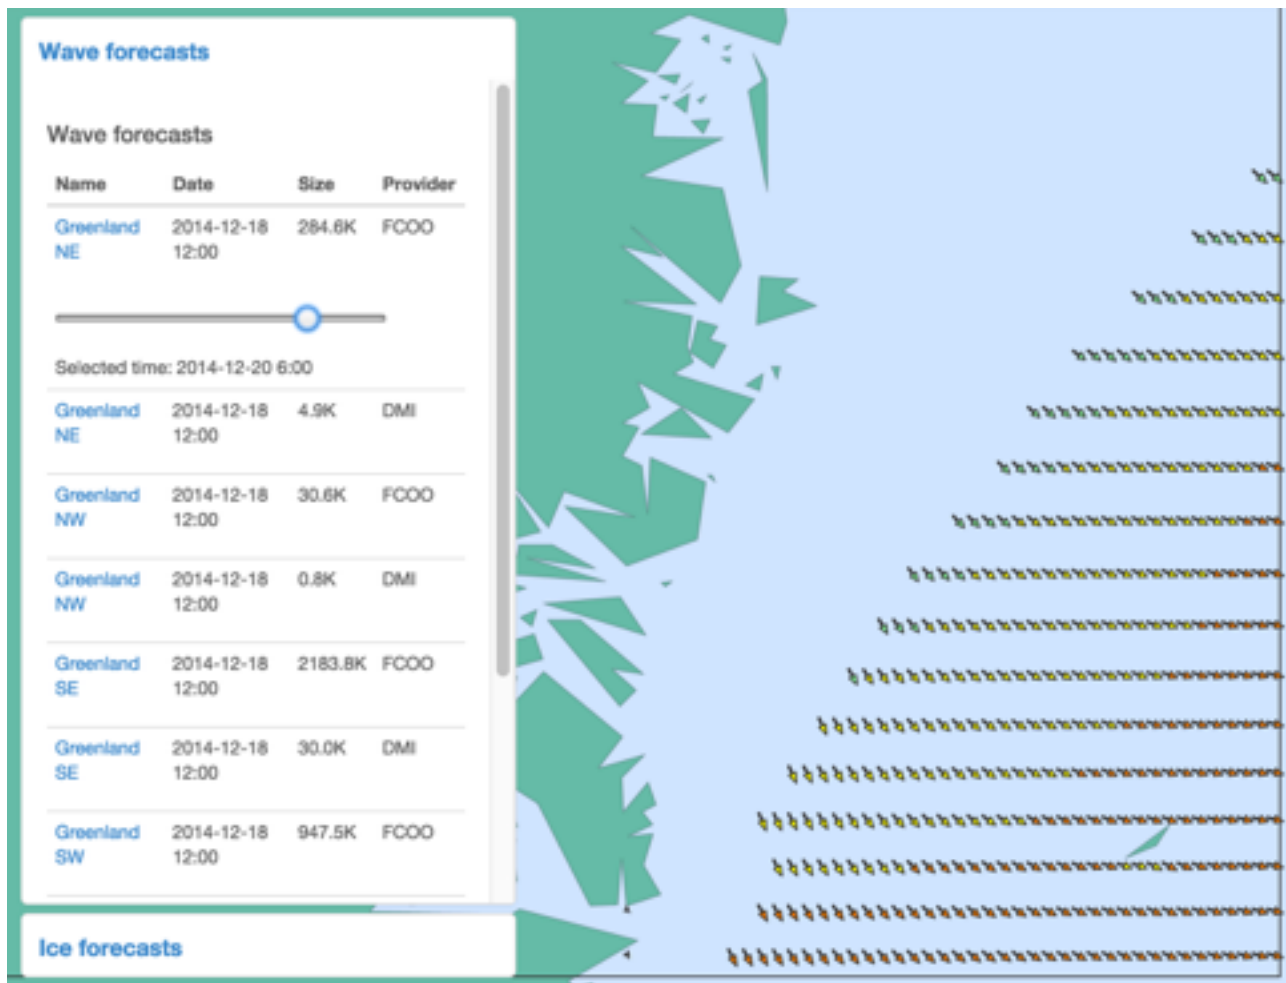 Wave forecasts
Wave forecasts
Name Date Size Provider
Greenland 2014-12-18 284.6K FCOO
NE 12:00
Selected time: 2014-12-20 6:00
Greenland 2014-12-18 4.9K DMI
NE 12:00
Greenland 2014-12-18 30.6K FCOO
NW 12:00
Greenland 2014-12-18 0.8K DMI
NW 12:00
Greenland 2014-12-18 2183.8K FCOO
SE 12:00
Greenland 2014-12-18 30.0K DMI
SE 12:00
Greenland 2014-12-18 947.5K FCOO
SW 12:00
Ice forecasts